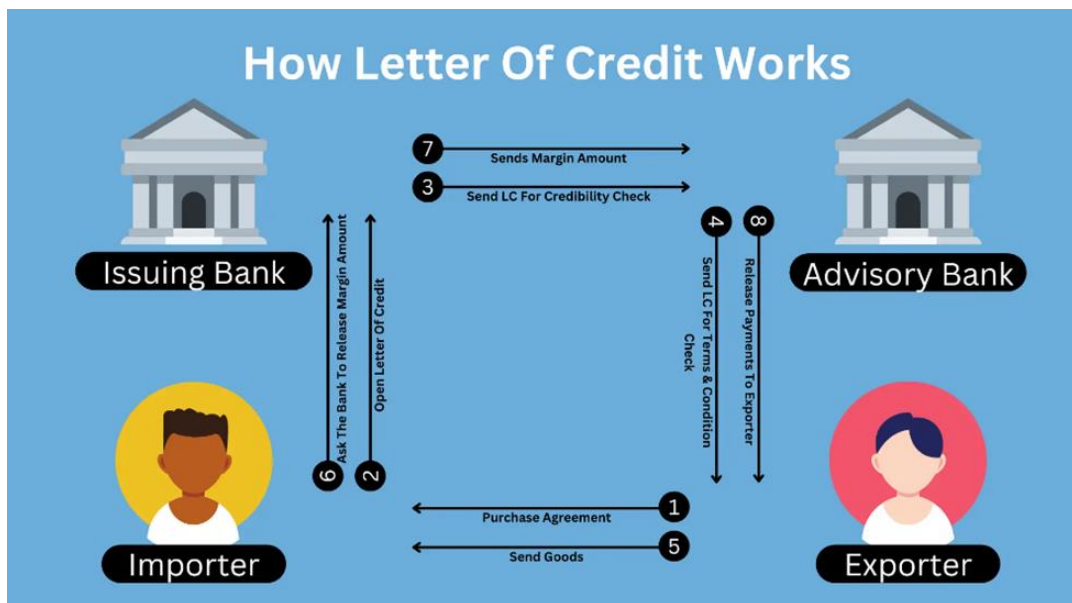 How Letter Of Credit Works
7
Sends Margin Amount
3
Send LC For Credibility Check
Issuing Bank
Advisory Bank
6
Ask The Bank To Release Margin Amount
2
Open Letter Of Credit
4
Send LC For Terms & Condition
Check
8
Release Payments To Exporter
1
Purchase Agreement
5
Send Goods
Importer
Exporter